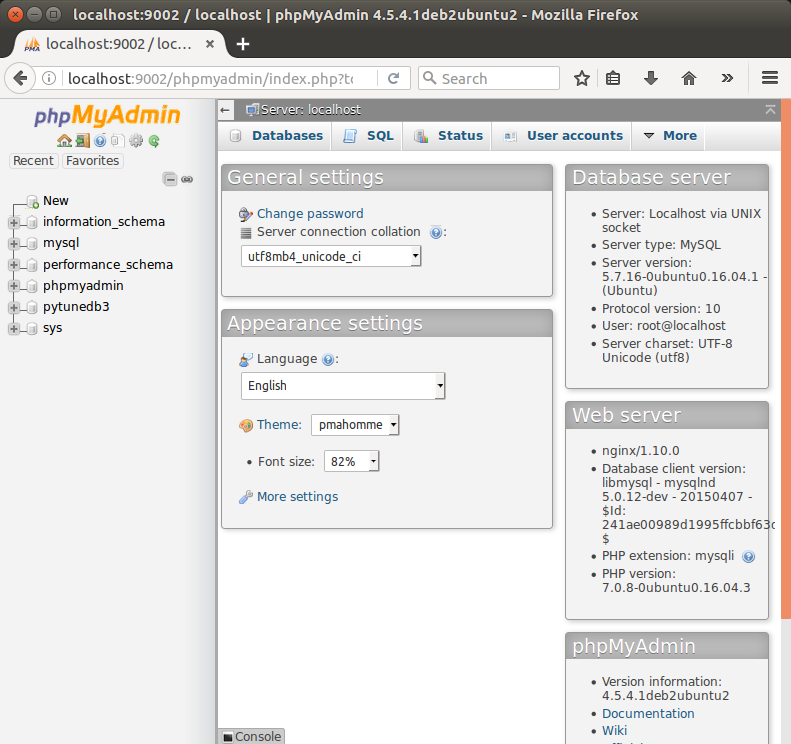 localhost:9002 / localhost | phpMyAdmin 4.5.4.1deb2ubuntu2 - Mozilla Firefox
PMA localhost:9002 / loc...
localhost:9002/phpmyadmin/index.php?to
Search
phpMyAdmin
Recent Favorites
New
information_schema
mysql
performance_schema
phpmyadmin
pytunedb3
sys
Server: localhost
Databases SQL Status User accounts More
General settings
Change password
Server connection collation :
utf8mb4_unicode_ci
Appearance settings
Language :
English
Theme: pmahomme
Font size: 82%
More settings
Database server
Server: Localhost via UNIX
socket
Server type: MySQL
Server version:
5.7.16-0ubuntu0.16.04.1 -
(Ubuntu)
Protocol version: 10
User: root@localhost
Server charset: UTF-8
Unicode (utf8)
Web server
nginx/1.10.0
Database client version:
libmysql - mysqlnd
5.0.12-dev - 20150407 -
$Id:
241ae00989d1995ffcbbf63d
$
PHP extension: mysqli
PHP version:
7.0.8-0ubuntu0.16.04.3
phpMyAdmin
Version information:
4.5.4.1deb2ubuntu2
Documentation
Wiki
Console